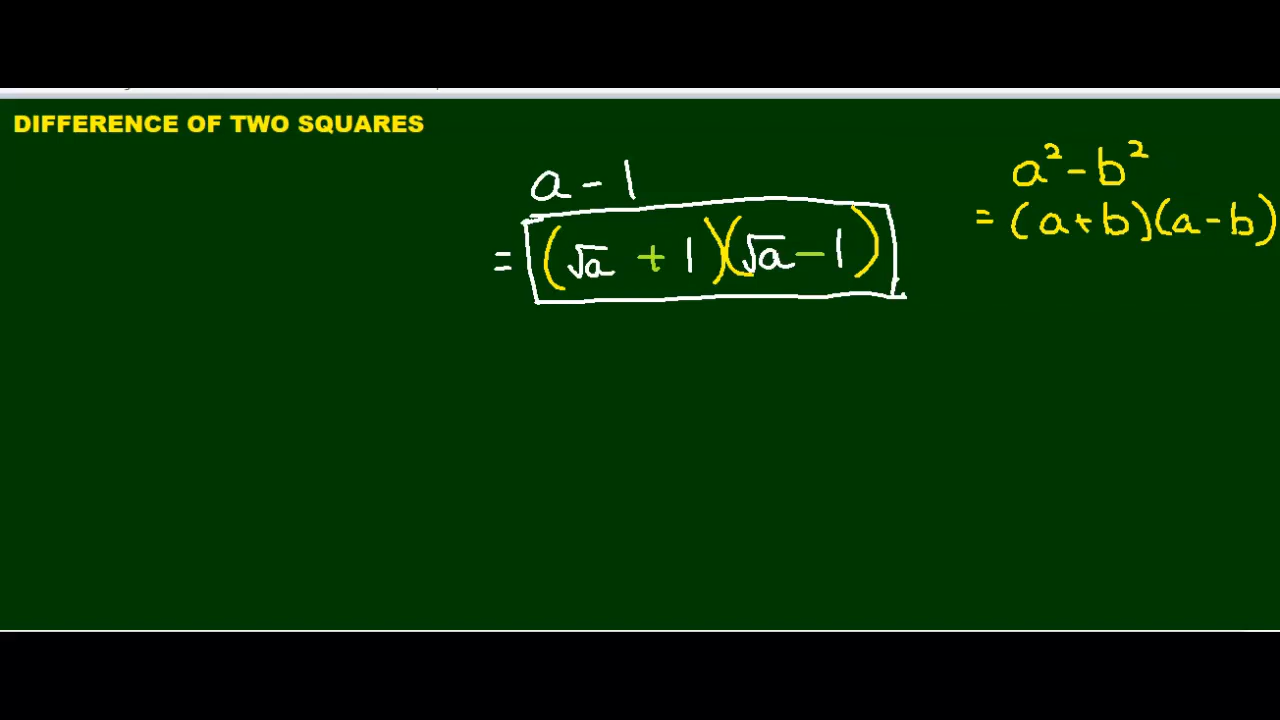 DIFFERENCE OF TWO SQUARES
a - 1
= (√a + 1)(√a - 1)
a² - b²
= (a + b)(a - b)